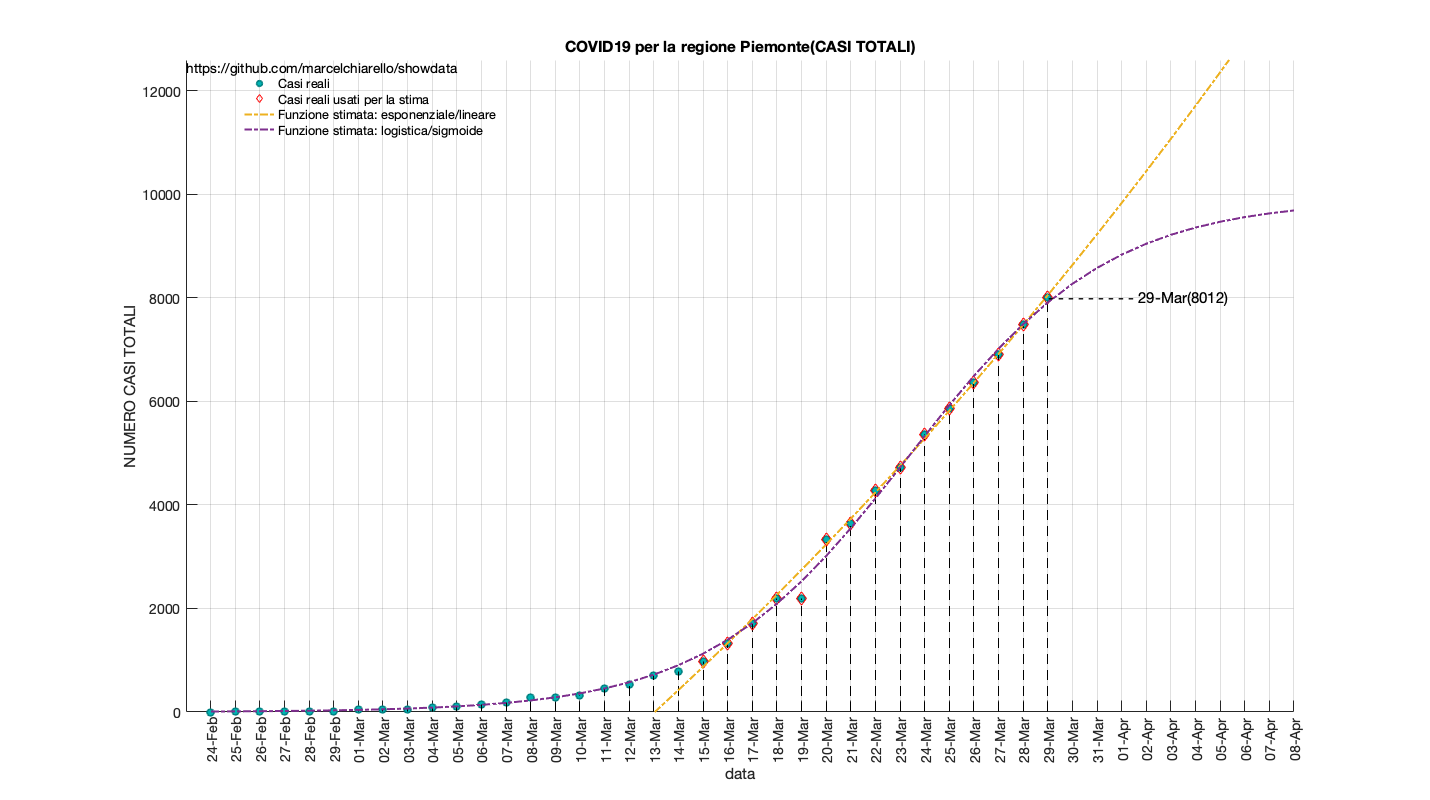 COVID19 per la regione Piemonte(CASI TOTALI)
https://github.com/marcelchiarello/showdata
Casi reali
Casi reali usati per la stima
Funzione stimata: esponenziale/lineare
Funzione stimata: logistica/sigmoide
12000
10000
8000
6000
4000
2000
0
NUMERO CASI TOTALI
29-Mar(8012)
24-Feb
25-Feb
26-Feb
27-Feb
28-Feb
29-Feb
01-Mar
02-Mar
03-Mar
04-Mar
05-Mar
06-Mar
07-Mar
08-Mar
09-Mar
10-Mar
11-Mar
12-Mar
13-Mar
14-Mar
15-Mar
16-Mar
17-Mar
18-Mar
19-Mar
20-Mar
21-Mar
22-Mar
23-Mar
24-Mar
25-Mar
26-Mar
27-Mar
28-Mar
29-Mar
30-Mar
31-Mar
01-Apr
02-Apr
03-Apr
04-Apr
05-Apr
06-Apr
07-Apr
08-Apr
data